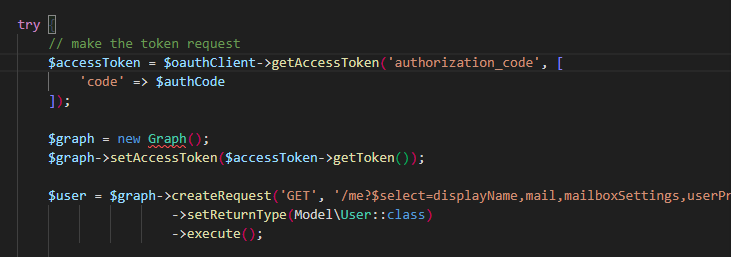 try {
// make the token request
$accessToken = $oauthClient->getAccessToken('authorization_code', [
'code' => $authCode
]);
$graph = new Graph();
$graph->setAccessToken($accessToken->getToken());
$user = $graph->createRequest('GET', '/me?$select=displayName,mail,mailboxSettings,userPr
->setReturnType(Model\User::class)
->execute();